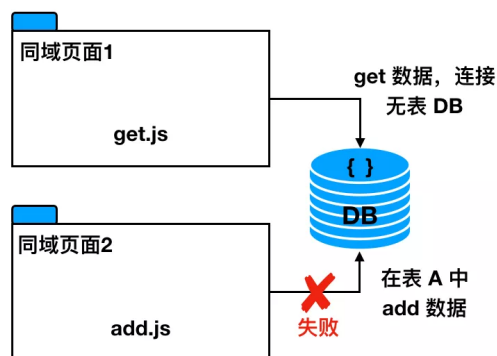 同域页面1
get.js
get 数据，连接
无表 DB
{ }
DB
同域页面2
add.js
失败
在表 A 中
add 数据